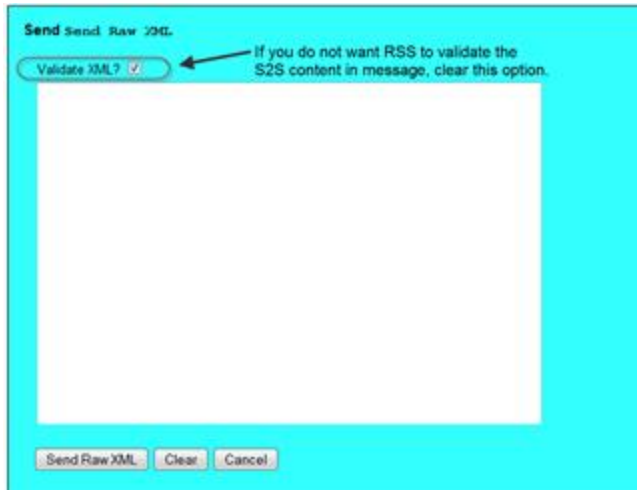 Send Send Raw XML
If you do not want RSS to validate the
Validate XML?
S2S content in message, clear this option.
Send Raw XML Clear Cancel